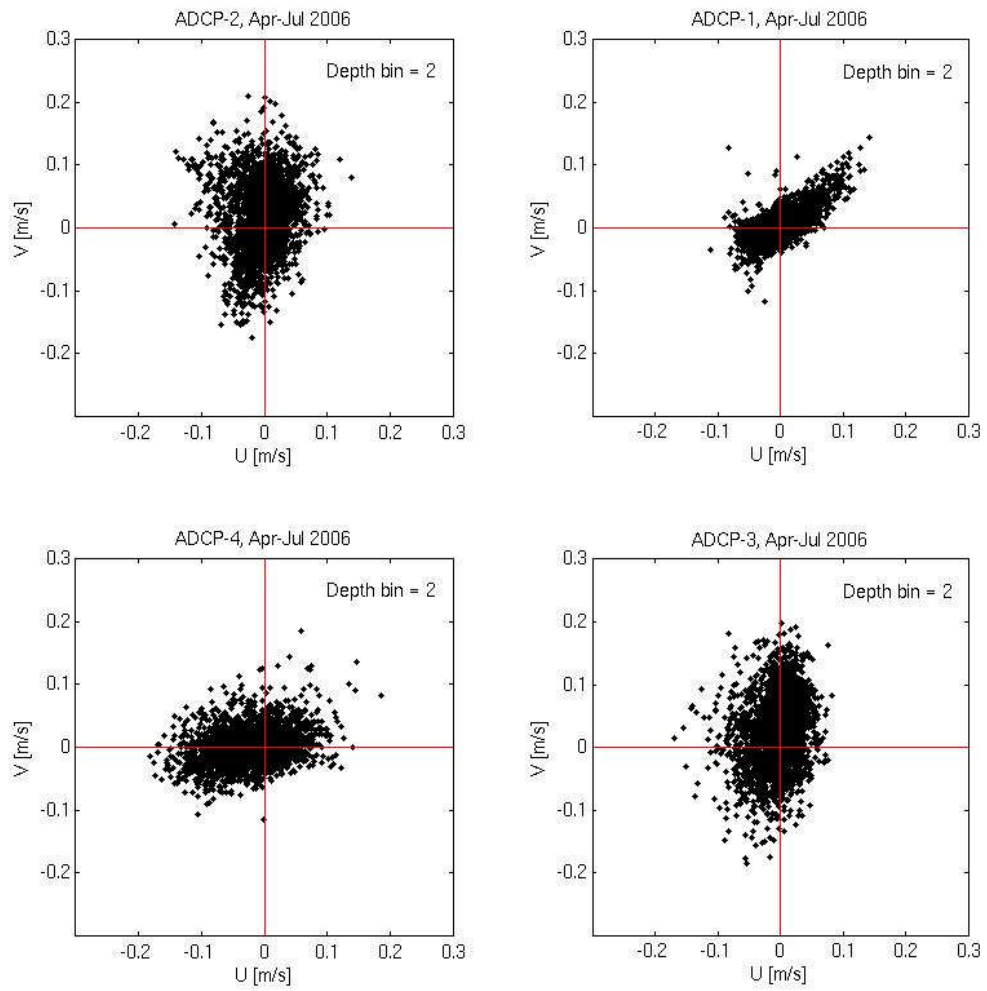 ADCP-2, Apr-Jul 2006
0.3
Depth bin = 2
0.2
0.1
0
-0.1
-0.2
V [m/s]
-0.2 -0.1 0 0.1 0.2 0.3
U [m/s]
ADCP-1, Apr-Jul 2006
0.3
Depth bin = 2
0.2
0.1
0
-0.1
-0.2
V [m/s]
-0.2 -0.1 0 0.1 0.2 0.3
U [m/s]
ADCP-4, Apr-Jul 2006
0.3
Depth bin = 2
0.2
0.1
0
-0.1
-0.2
V [m/s]
-0.2 -0.1 0 0.1 0.2 0.3
U [m/s]
ADCP-3, Apr-Jul 2006
0.3
Depth bin = 2
0.2
0.1
0
-0.1
-0.2
V [m/s]
-0.2 -0.1 0 0.1 0.2 0.3
U [m/s]